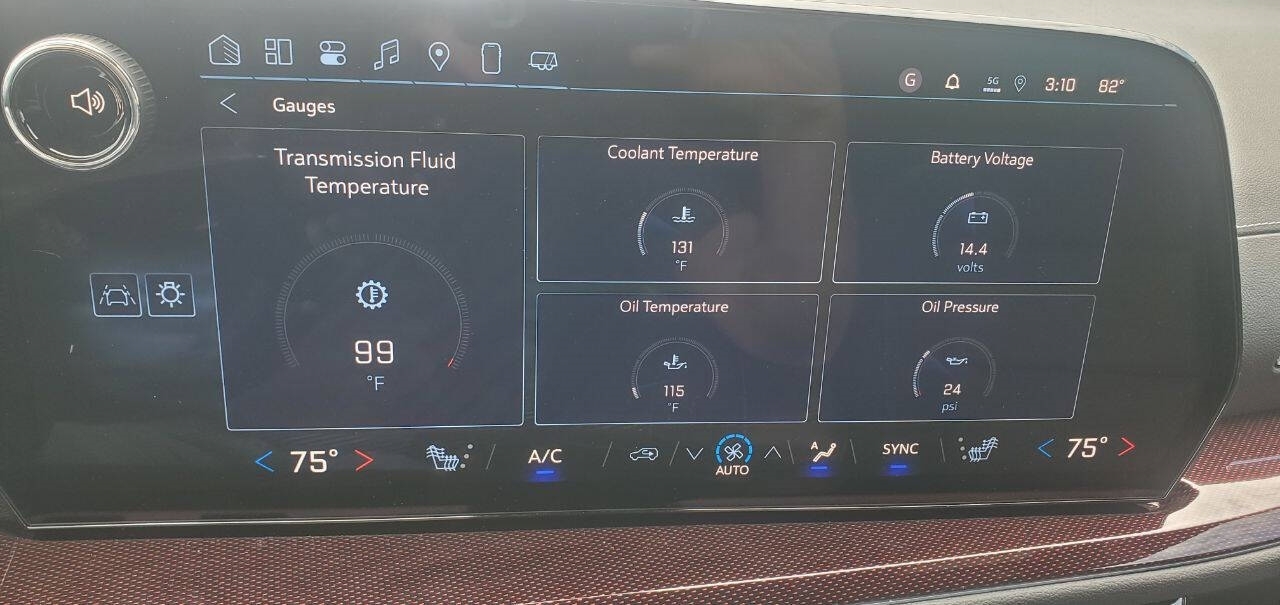 G
5G
3:10
82°
Gauges
Transmission Fluid
Temperature
99
°F
Coolant Temperature
131
°F
Battery Voltage
14.4
volts
Oil Temperature
115
°F
Oil Pressure
24
psi
75°
A/C
AUTO
A
SYNC
75°